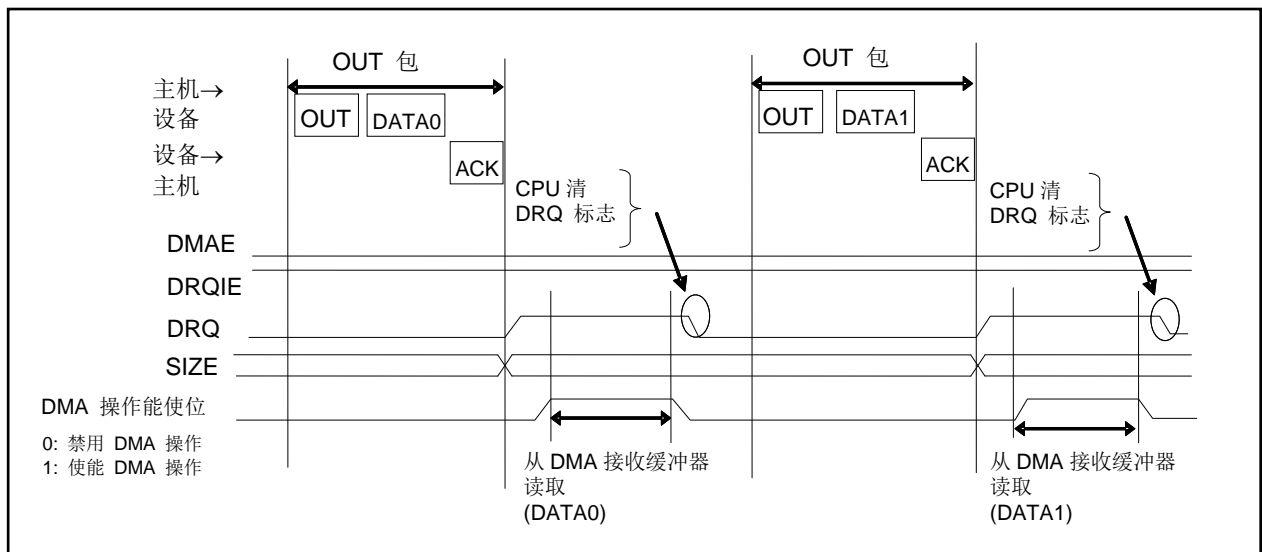 OUT 包
OUT 包
主机→
设备
OUT
DATA0
OUT
DATA1
设备→
主机
ACK
ACK
CPU 清
DRQ 标志
CPU 清
DRQ 标志
DMAE
DRQIE
DRQ
SIZE
DMA 操作能使位
0: 禁用 DMA 操作
1: 使能 DMA 操作
从 DMA 接收缓冲器
读取
(DATA0)
从 DMA 接收缓冲器
读取
(DATA1)